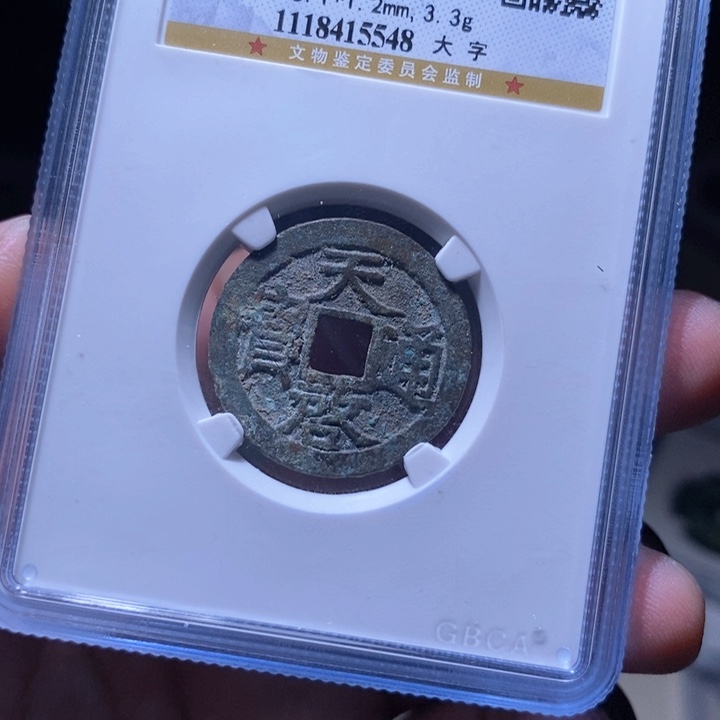 .2mm, 3.3g
1118415548 大字
文物鉴定委员会监制
天啟通寳
GBCA®